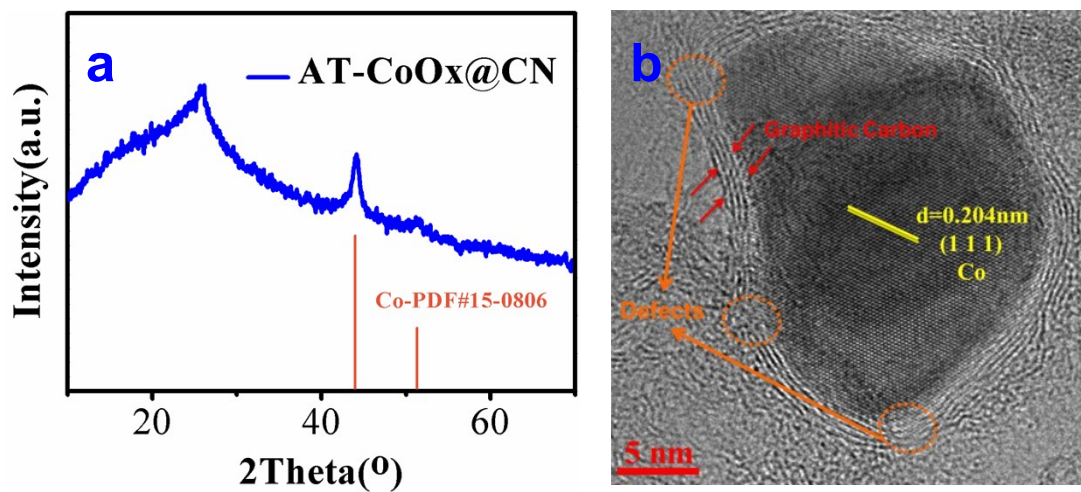 a
AT-CoOx@CN
Intensity(a.u.)
Co-PDF#15-0806
20
40
60
2Theta(º)
b
Graphitic Carbon
d=0.204nm
(1 1 1)
Co
Defects
5 nm